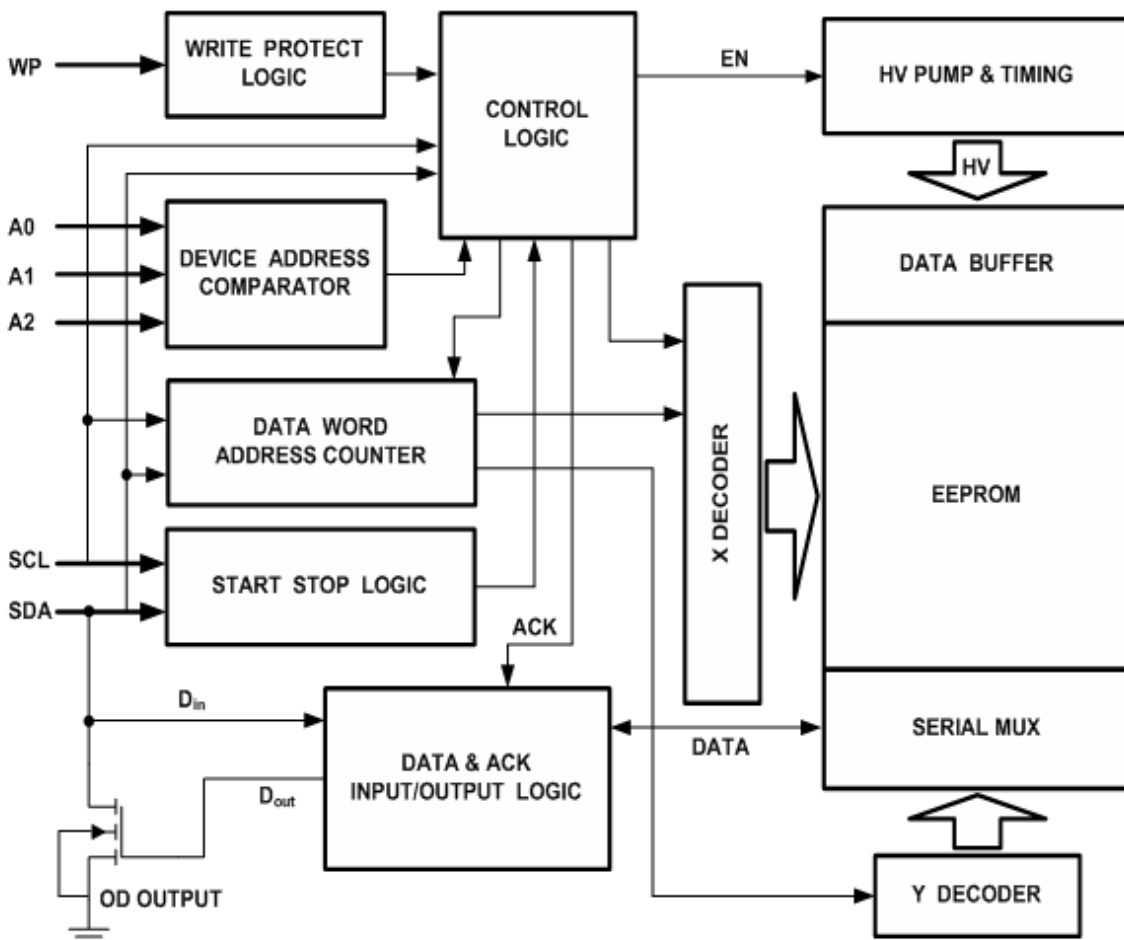 WP
WRITE PROTECT
LOGIC
CONTROL
LOGIC
EN
HV PUMP & TIMING
HV
A0
A1
A2
DEVICE ADDRESS
COMPARATOR
DATA BUFFER
DATA WORD
ADDRESS COUNTER
X DECODER
EEPROM
SCL
SDA
START STOP LOGIC
ACK
Din
DATA & ACK
INPUT/OUTPUT LOGIC
DATA
SERIAL MUX
Dout
OD OUTPUT
Y DECODER